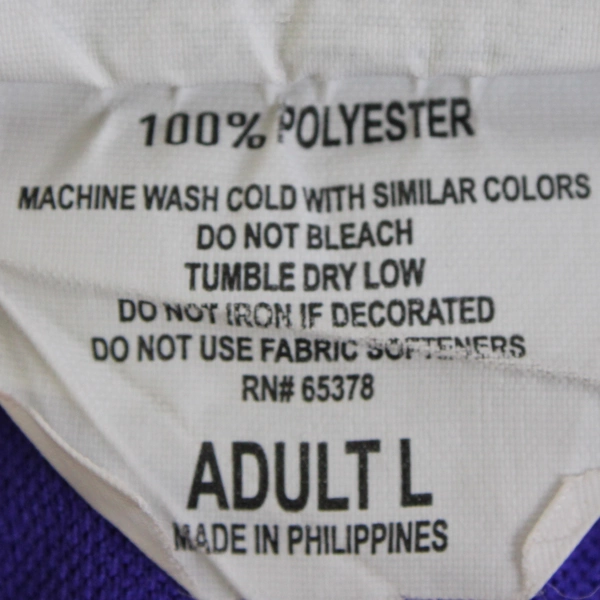 100% POLYESTER
MACHINE WASH COLD WITH SIMILAR COLORS
DO NOT BLEACH
TUMBLE DRY LOW
DO NOT IRON IF DECORATED
DO NOT USE FABRIC SOFTENERS
RN# 65378
ADULT L
MADE IN PHILIPPINES